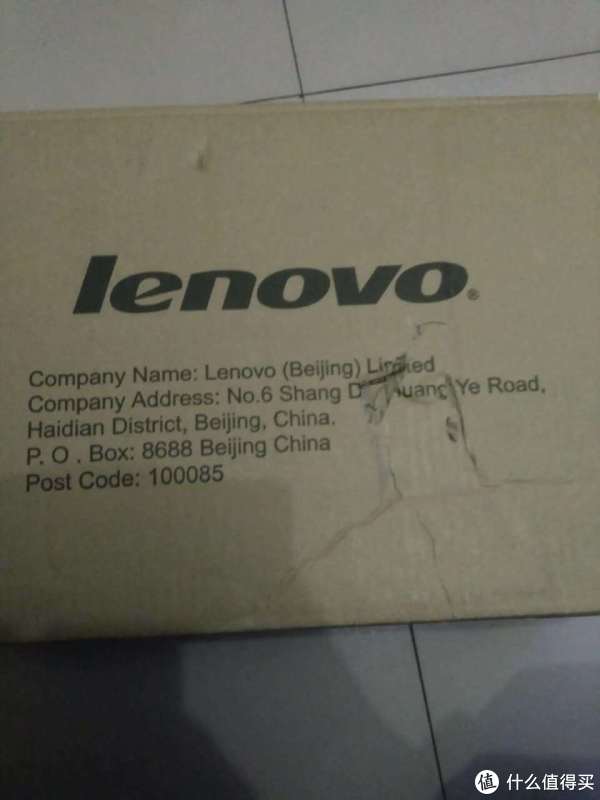 lenovo®
Company Name: Lenovo (Beijing) Limited
Company Address: No.6 Shang Ye Road,
Haidian District, Beijing, China.
P. O . Box: 8688 Beijing China
Post Code: 100085
值 什么值得买